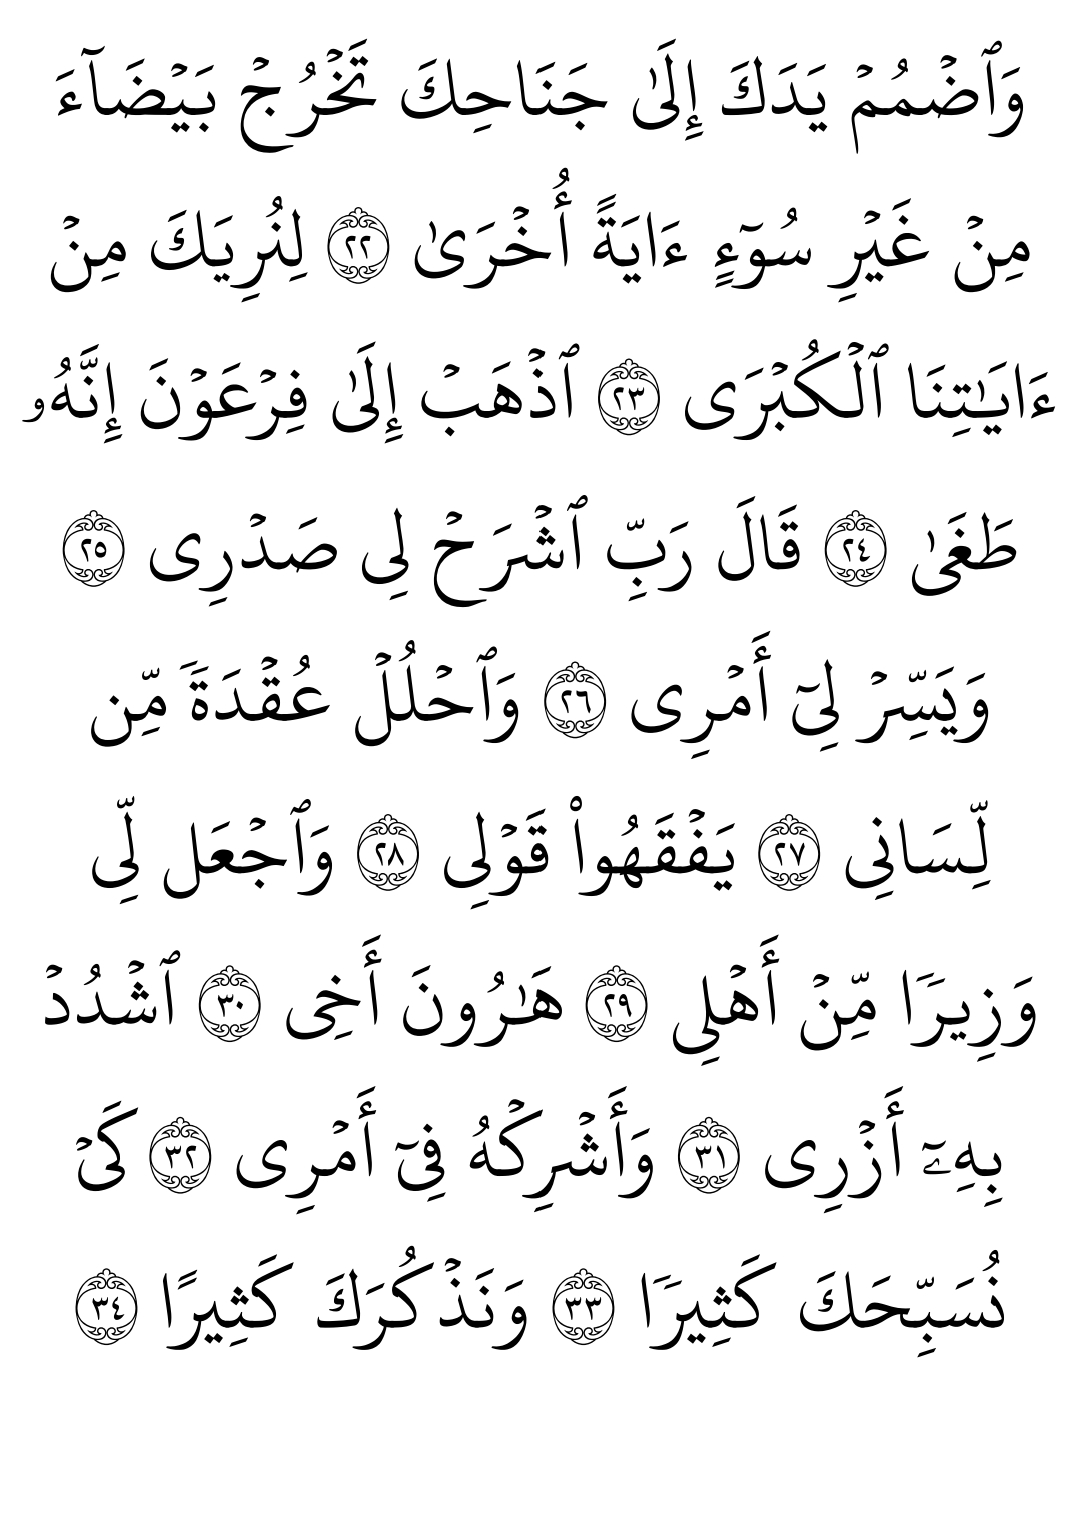 وَٱضۡمُمۡ يَدَكَ إِلَىٰ جَنَاحِكَ تَخۡرُجۡ بَيۡضَآءَ
مِنۡ غَيۡرِ سُوٓءٍ ءَايَةً أُخۡرَىٰ ٢٢ لِنُرِيَكَ مِنۡ
ءَايَٰتِنَا ٱلۡكُبۡرَى ٢٣ ٱذۡهَبۡ إِلَىٰ فِرۡعَوۡنَ إِنَّهُۥ
طَغَىٰ ٢٤ قَالَ رَبِّ ٱشۡرَحۡ لِي صَدۡرِي ٢٥
وَيَسِّرۡ لِيٓ أَمۡرِي ٢٦ وَٱحۡلُلۡ عُقۡدَةٗ مِّن
لِّسَانِي ٢٧ يَفۡقَهُواْ قَوۡلِي ٢٨ وَٱجۡعَل لِّي
وَزِيرٗا مِّنۡ أَهۡلِي ٢٩ هَٰرُونَ أَخِي ٣٠ ٱشۡدُدۡ
بِهِۦٓ أَزۡرِي ٣١ وَأَشۡرِكۡهُ فِيٓ أَمۡرِي ٣٢ كَيۡ
نُسَبِّحَكَ كَثِيرٗا ٣٣ وَنَذۡكُرَكَ كَثِيرًا ٣٤